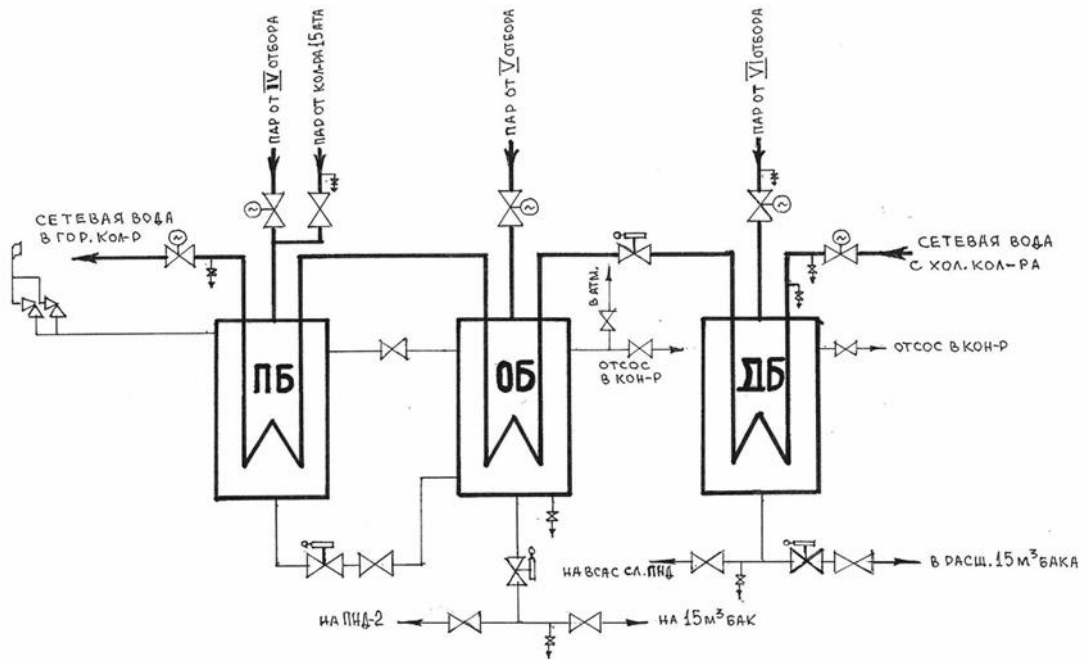 ПАР ОТ IV ОТБОРА
ПАР ОТ КОЛ-РА 15 АТА
ПАР ОТ V ОТБОРА
ПАР ОТ VI ОТБОРА
СЕТЕВАЯ ВОДА
В ГОР. КОЛ-Р
СЕТЕВАЯ ВОДА
С ХОЛ. КОЛ-РА
В АТМ.
ПБ
ОБ
ДБ
ОТСОС
В КОН-Р
ОТСОС В КОН-Р
НА ВСАС СЛ. ПНД
В РАСШ. 15 М³ БАКА
НА ПНД-2
НА 15 М³ БАК